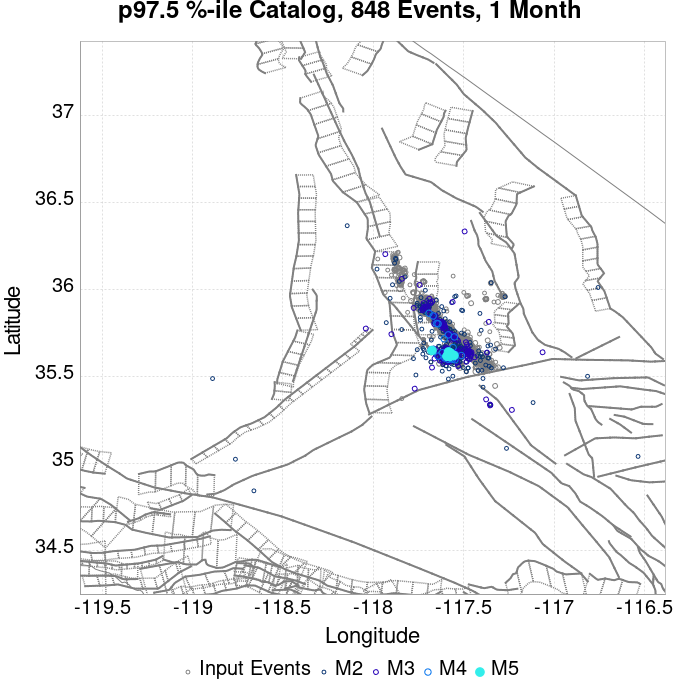 p97.5 %-ile Catalog, 848 Events, 1 Month
37
36.5
36
35.5
35
34.5
Latitude
-119.5 -119 -118.5 -118 -117.5 -117 -116.5
Longitude
Input Events M2 M3 M4 M5